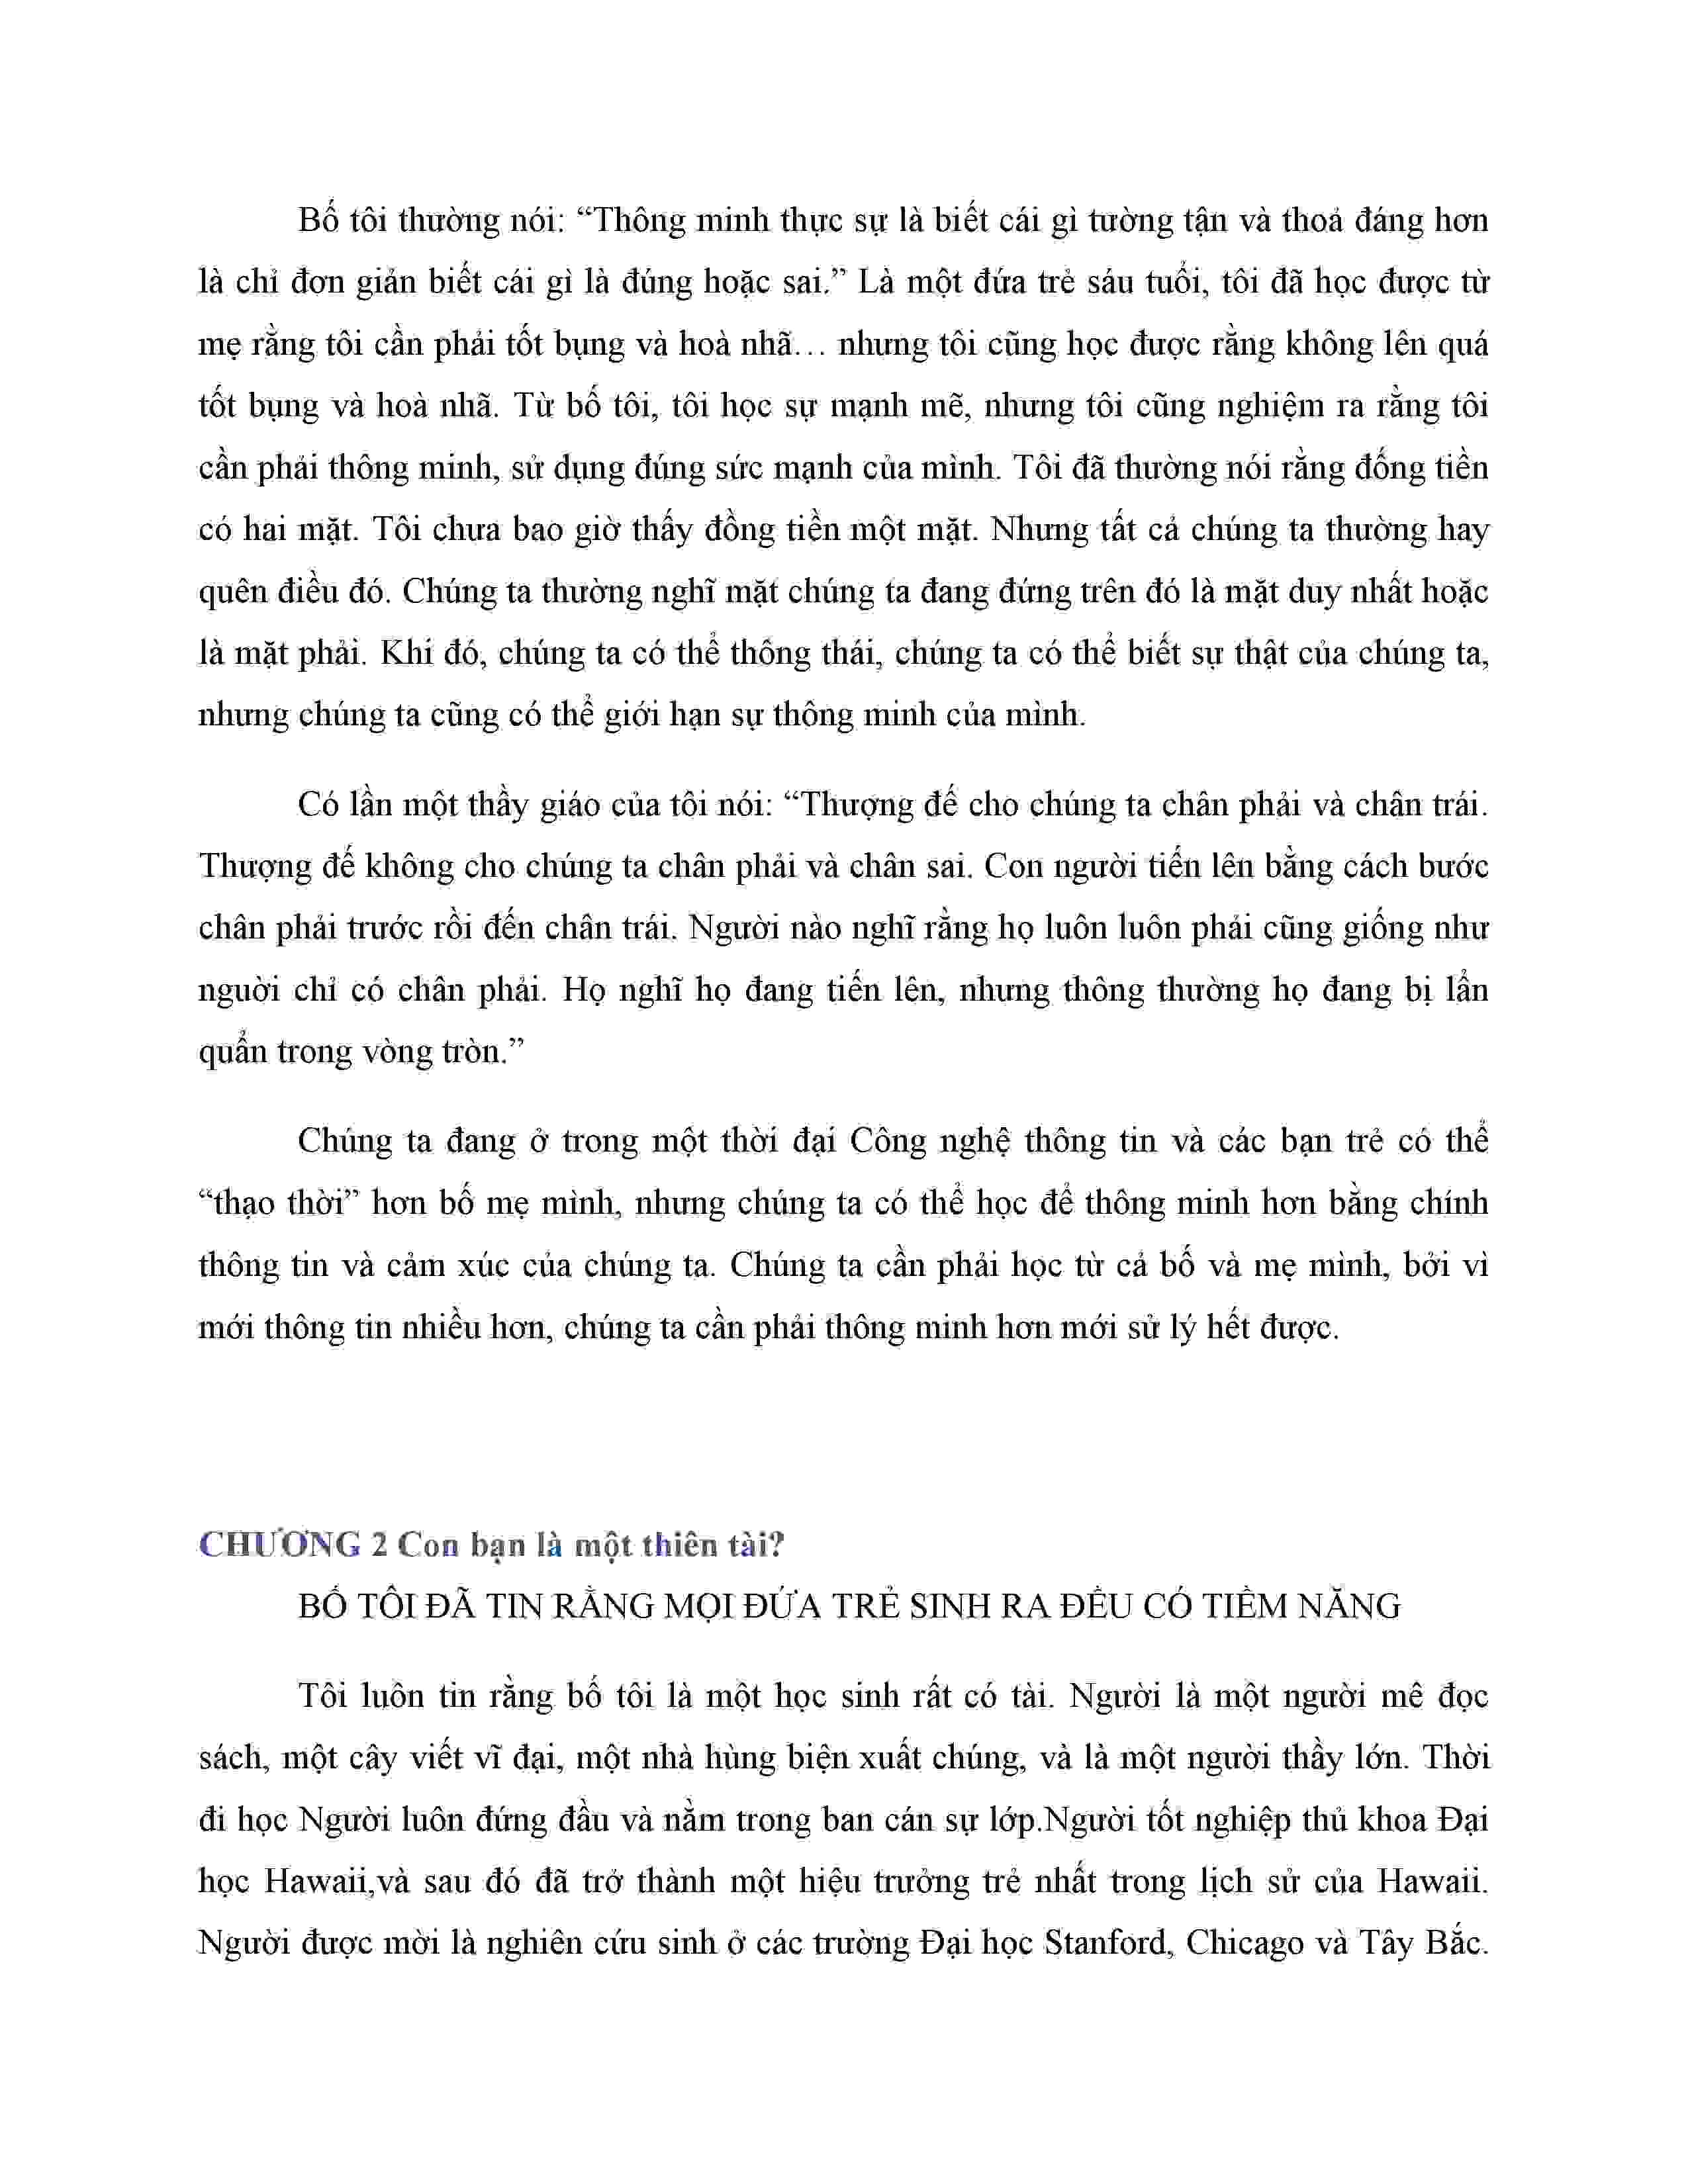 Bố tôi thường nói: “Thông minh thực sự là biết cái gì tường tận và thoả đáng hơn
là chỉ đơn giản biết cái gì là đúng hoặc sai.” Là một đứa trẻ sáu tuổi, tôi đã học được từ
mẹ rằng tôi cần phải tốt bụng và hoà nhã… nhưng tôi cũng học được rằng không lên quá
tốt bụng và hoà nhã. Từ bố tôi, tôi học sự mạnh mẽ, nhưng tôi cũng nghiệm ra rằng tôi
cần phải thông minh, sử dụng đúng sức mạnh của mình. Tôi đã thường nói rằng đống tiền
có hai mặt. Tôi chưa bao giờ thấy đồng tiền một mặt. Nhưng tất cả chúng ta thường hay
quên điều đó. Chúng ta thường nghĩ mặt chúng ta đang đứng trên đó là mặt duy nhất hoặc
là mặt phải. Khi đó, chúng ta có thể thông thái, chúng ta có thể biết sự thật của chúng ta,
nhưng chúng ta cũng có thể giới hạn sự thông minh của mình.
Có lần một thầy giáo của tôi nói: “Thượng đế cho chúng ta chân phải và chân trái.
Thượng đế không cho chúng ta chân phải và chân sai. Con người tiến lên bằng cách bước
chân phải trước rồi đến chân trái. Người nào nghĩ rằng họ luôn luôn phải cũng giống như
nguời chỉ có chân phải. Họ nghĩ họ đang tiến lên, nhưng thông thường họ đang bị lẩn
quẩn trong vòng tròn.”
Chúng ta đang ở trong một thời đại Công nghệ thông tin và các bạn trẻ có thể
“thạo thời” hơn bố mẹ mình, nhưng chúng ta có thể học để thông minh hơn bằng chính
thông tin và cảm xúc của chúng ta. Chúng ta cần phải học từ cả bố và mẹ mình, bởi vì
mới thông tin nhiều hơn, chúng ta cần phải thông minh hơn mới sử lý hết được.
CHƯƠNG 2 Con bạn là một thiên tài?
BỐ TÔI ĐÃ TIN RẰNG MỌI ĐỨA TRẺ SINH RA ĐỀU CÓ TIỀM NĂNG
Tôi luôn tin rằng bố tôi là một học sinh rất có tài. Người là một người mê đọc
sách, một cây viết vĩ đại, một nhà hùng biện xuất chúng, và là một người thầy lớn. Thời
đi học Người luôn đứng đầu và nằm trong ban cán sự lớp.Người tốt nghiệp thủ khoa Đại
học Hawaii,và sau đó đã trở thành một hiệu trưởng trẻ nhất trong lịch sử của Hawaii.
Người được mời là nghiên cứu sinh ở các trường Đại học Stanford, Chicago và Tây Bắc.